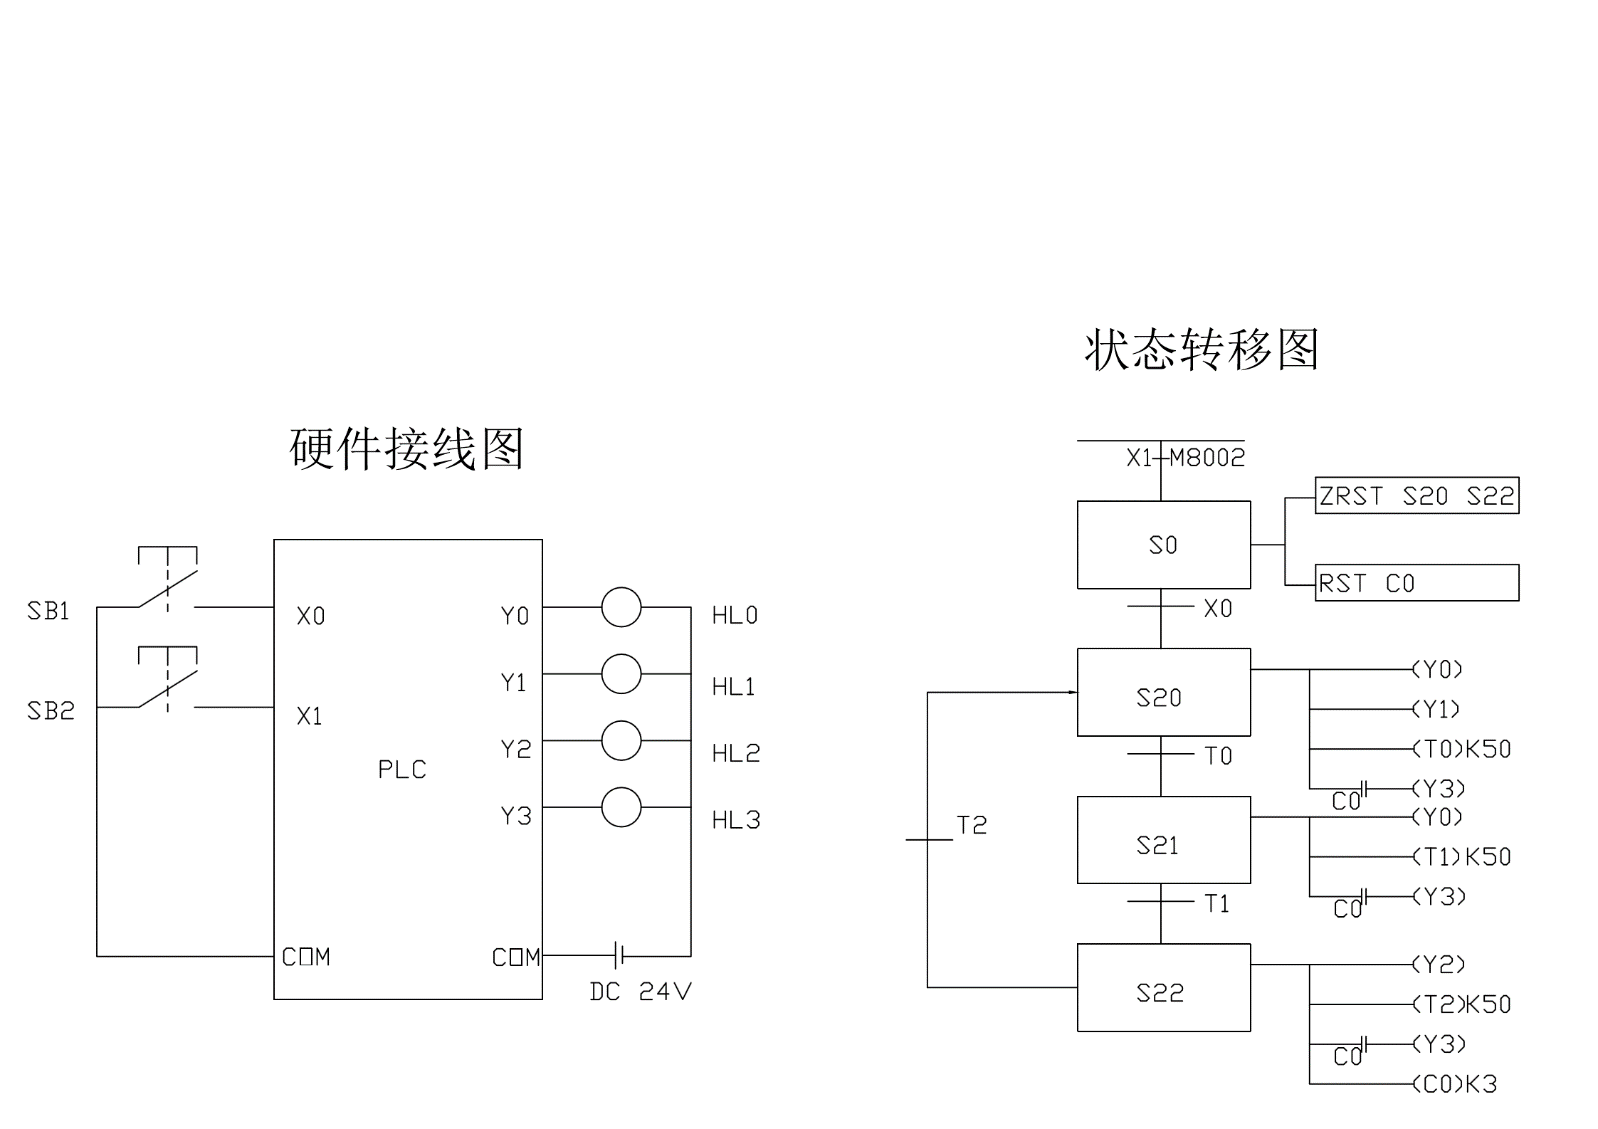 硬件接线图
SB1
SB2
X0
X1
PLC
COM
Y0
Y1
Y2
Y3
COM
HL0
HL1
HL2
HL3
DC 24V
状态转移图
X1 M8002
S0
ZRST S20 S22
RST C0
X0
S20
(Y0)
(Y1)
(T0)K50
C0 (Y3)
T0
S21
(Y0)
(T1)K50
C0 (Y3)
T2
T1
S22
(Y2)
(T2)K50
C0 (Y3)
(C0)K3